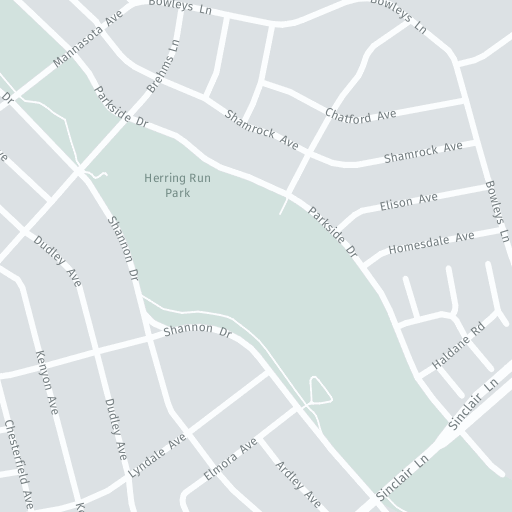 Bowleys Ln
Bowleys Ln
Mannasota Ave
Brehms Ln
Dr
Parkside Dr
Shamrock Ave
Chatford Ave
Shamrock Ave
Herring Run
Park
Elison Ave
Bowleys Ln
Parkside Dr
Homesdale Ave
Shannon Dr
Dudley Ave
Shannon Dr
Haldane Rd
Kenyon Ave
Sinclair Ln
Chesterfield Ave
Dudley Ave
Lyndale Ave
Elmora Ave
Ardley Ave
Sinclair Ln